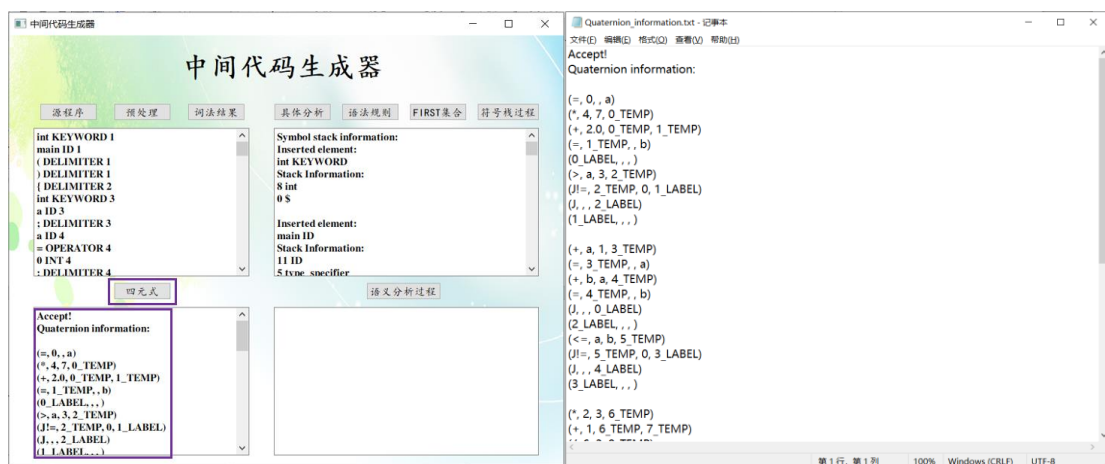 中间代码生成器
中间代码生成器
源程序 预处理 词法结果 具体分析 语法规则 FIRST集合 符号栈过程
int KEYWORD 1
main ID 1
( DELIMITER 1
) DELIMITER 1
{ DELIMITER 2
int KEYWORD 3
a ID 3
; DELIMITER 3
a ID 4
= OPERATOR 4
0 INT 4
; DELIMITER 4
Symbol stack information:
Inserted element:
int KEYWORD
Stack Information:
8 int
0 $
Inserted element:
main ID
Stack Information:
11 ID
5 type_specifier
四元式 语义分析过程
Accept!
Quaternion information:
(=, 0, , a)
(*, 4, 7, 0_TEMP)
(+, 2.0, 0_TEMP, 1_TEMP)
(=, 1_TEMP, , b)
(0_LABEL, , , )
(>, a, 3, 2_TEMP)
(J!=, 2_TEMP, 0, 1_LABEL)
(J, , , 2_LABEL)
(1_LABEL, , , )
Quaternion_information.txt - 记事本
文件(F) 编辑(E) 格式(O) 查看(V) 帮助(H)
Accept!
Quaternion information:
(=, 0, , a)
(*, 4, 7, 0_TEMP)
(+, 2.0, 0_TEMP, 1_TEMP)
(=, 1_TEMP, , b)
(0_LABEL, , , )
(>, a, 3, 2_TEMP)
(J!=, 2_TEMP, 0, 1_LABEL)
(J, , , 2_LABEL)
(1_LABEL, , , )
(+, a, 1, 3_TEMP)
(=, 3_TEMP, , a)
(+, b, a, 4_TEMP)
(=, 4_TEMP, , b)
(J, , , 0_LABEL)
(2_LABEL, , , )
(<=, a, b, 5_TEMP)
(J!=, 5_TEMP, 0, 3_LABEL)
(J, , , 4_LABEL)
(3_LABEL, , , )
(*, 2, 3, 6_TEMP)
(+, 1, 6_TEMP, 7_TEMP)
第 1 行，第 1 列 100% Windows (CRLF) UTF-8